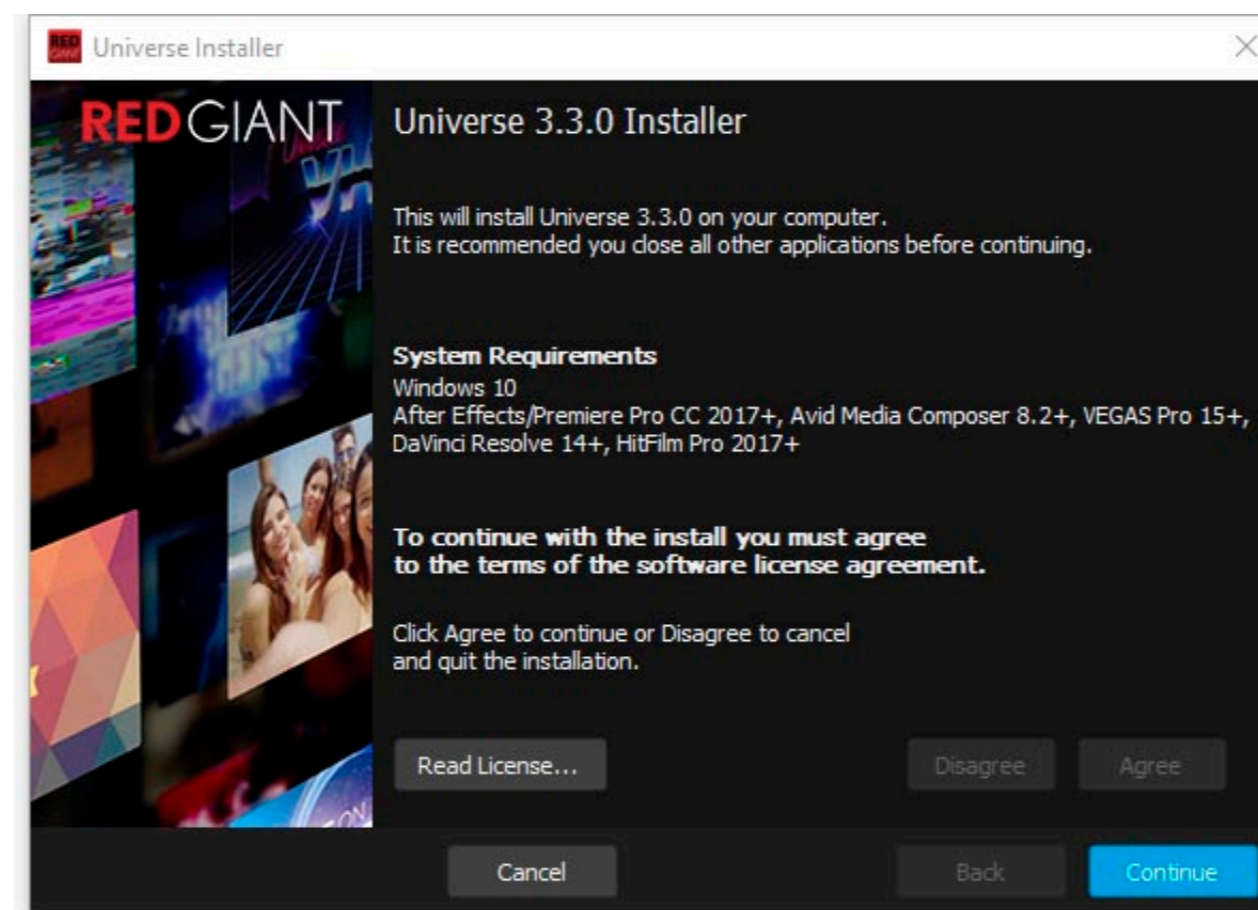 Universe Installer
RED GIANT
Universe 3.3.0 Installer
This will install Universe 3.3.0 on your computer.
It is recommended you close all other applications before continuing.
System Requirements
Windows 10
After Effects/Premiere Pro CC 2017+, Avid Media Composer 8.2+, VEGAS Pro 15+,
DaVinci Resolve 14+, HitFilm Pro 2017+
To continue with the install you must agree
to the terms of the software license agreement.
Click Agree to continue or Disagree to cancel
and quit the installation.
Read License...
Disagree
Agree
Cancel
Back
Continue